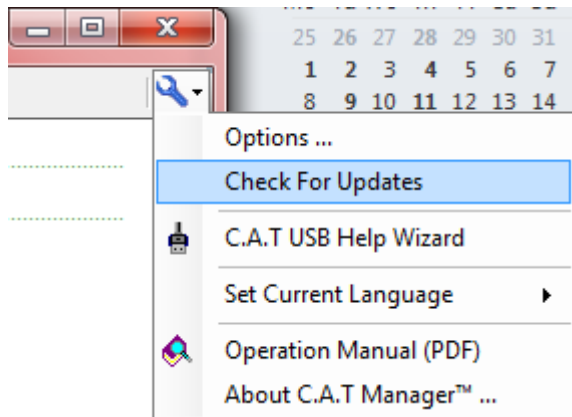 25 26 27 28 29 30 31
1 2 3 4 5 6 7
8 9 10 11 12 13 14
Options ...
Check For Updates
C.A.T USB Help Wizard
Set Current Language
Operation Manual (PDF)
About C.A.T Manager™ ...